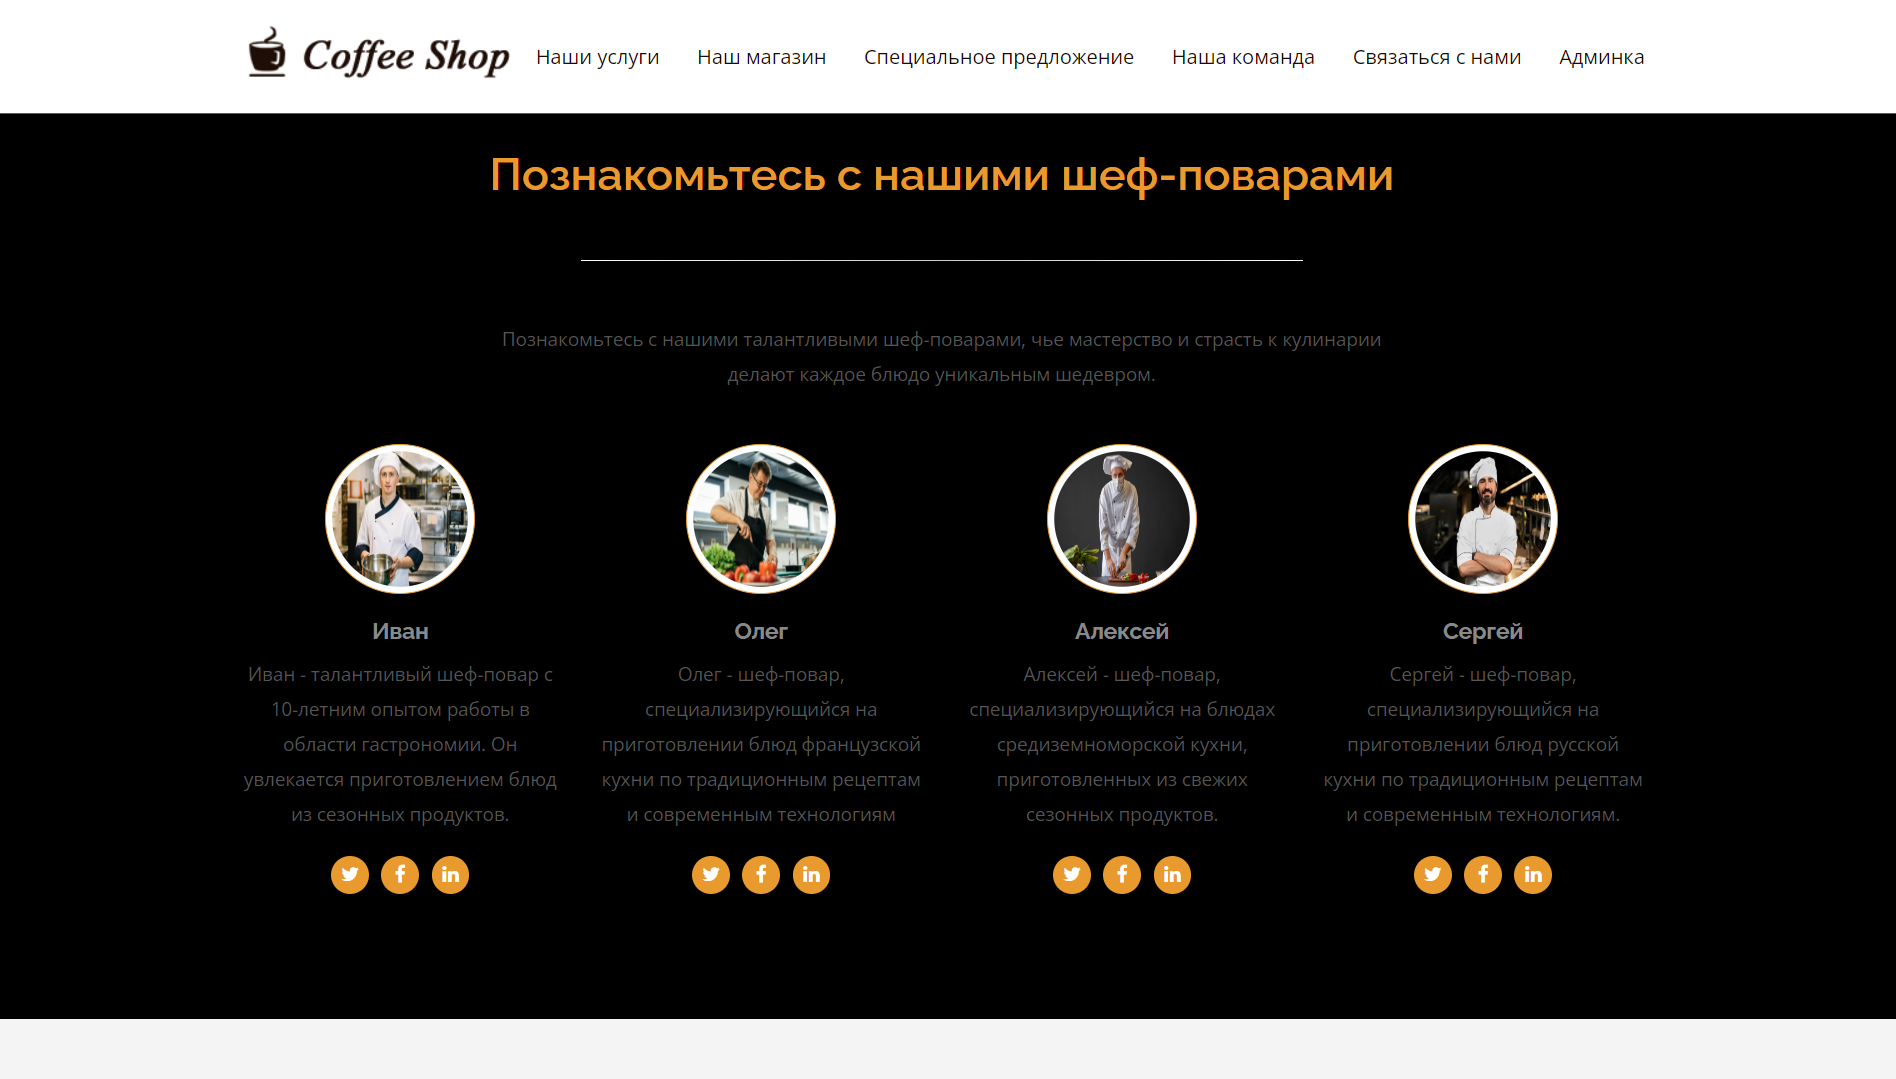 Coffee Shop
Наши услуги
Наш магазин
Специальное предложение
Наша команда
Связаться с нами
Админка
Познакомьтесь с нашими шеф-поварами
Познакомьтесь с нашими талантливыми шеф-поварами, чье мастерство и страсть к кулинарии
делают каждое блюдо уникальным шедевром.
Иван
Иван - талантливый шеф-повар с
10-летним опытом работы в
области гастрономии. Он
увлекается приготовлением блюд
из сезонных продуктов.
Олег
Олег - шеф-повар,
специализирующийся на
приготовлении блюд французской
кухни по традиционным рецептам
и современным технологиям
Алексей
Алексей - шеф-повар,
специализирующийся на блюдах
средиземноморской кухни,
приготовленных из свежих
сезонных продуктов.
Сергей
Сергей - шеф-повар,
специализирующийся на
приготовлении блюд русской
кухни по традиционным рецептам
и современным технологиям.